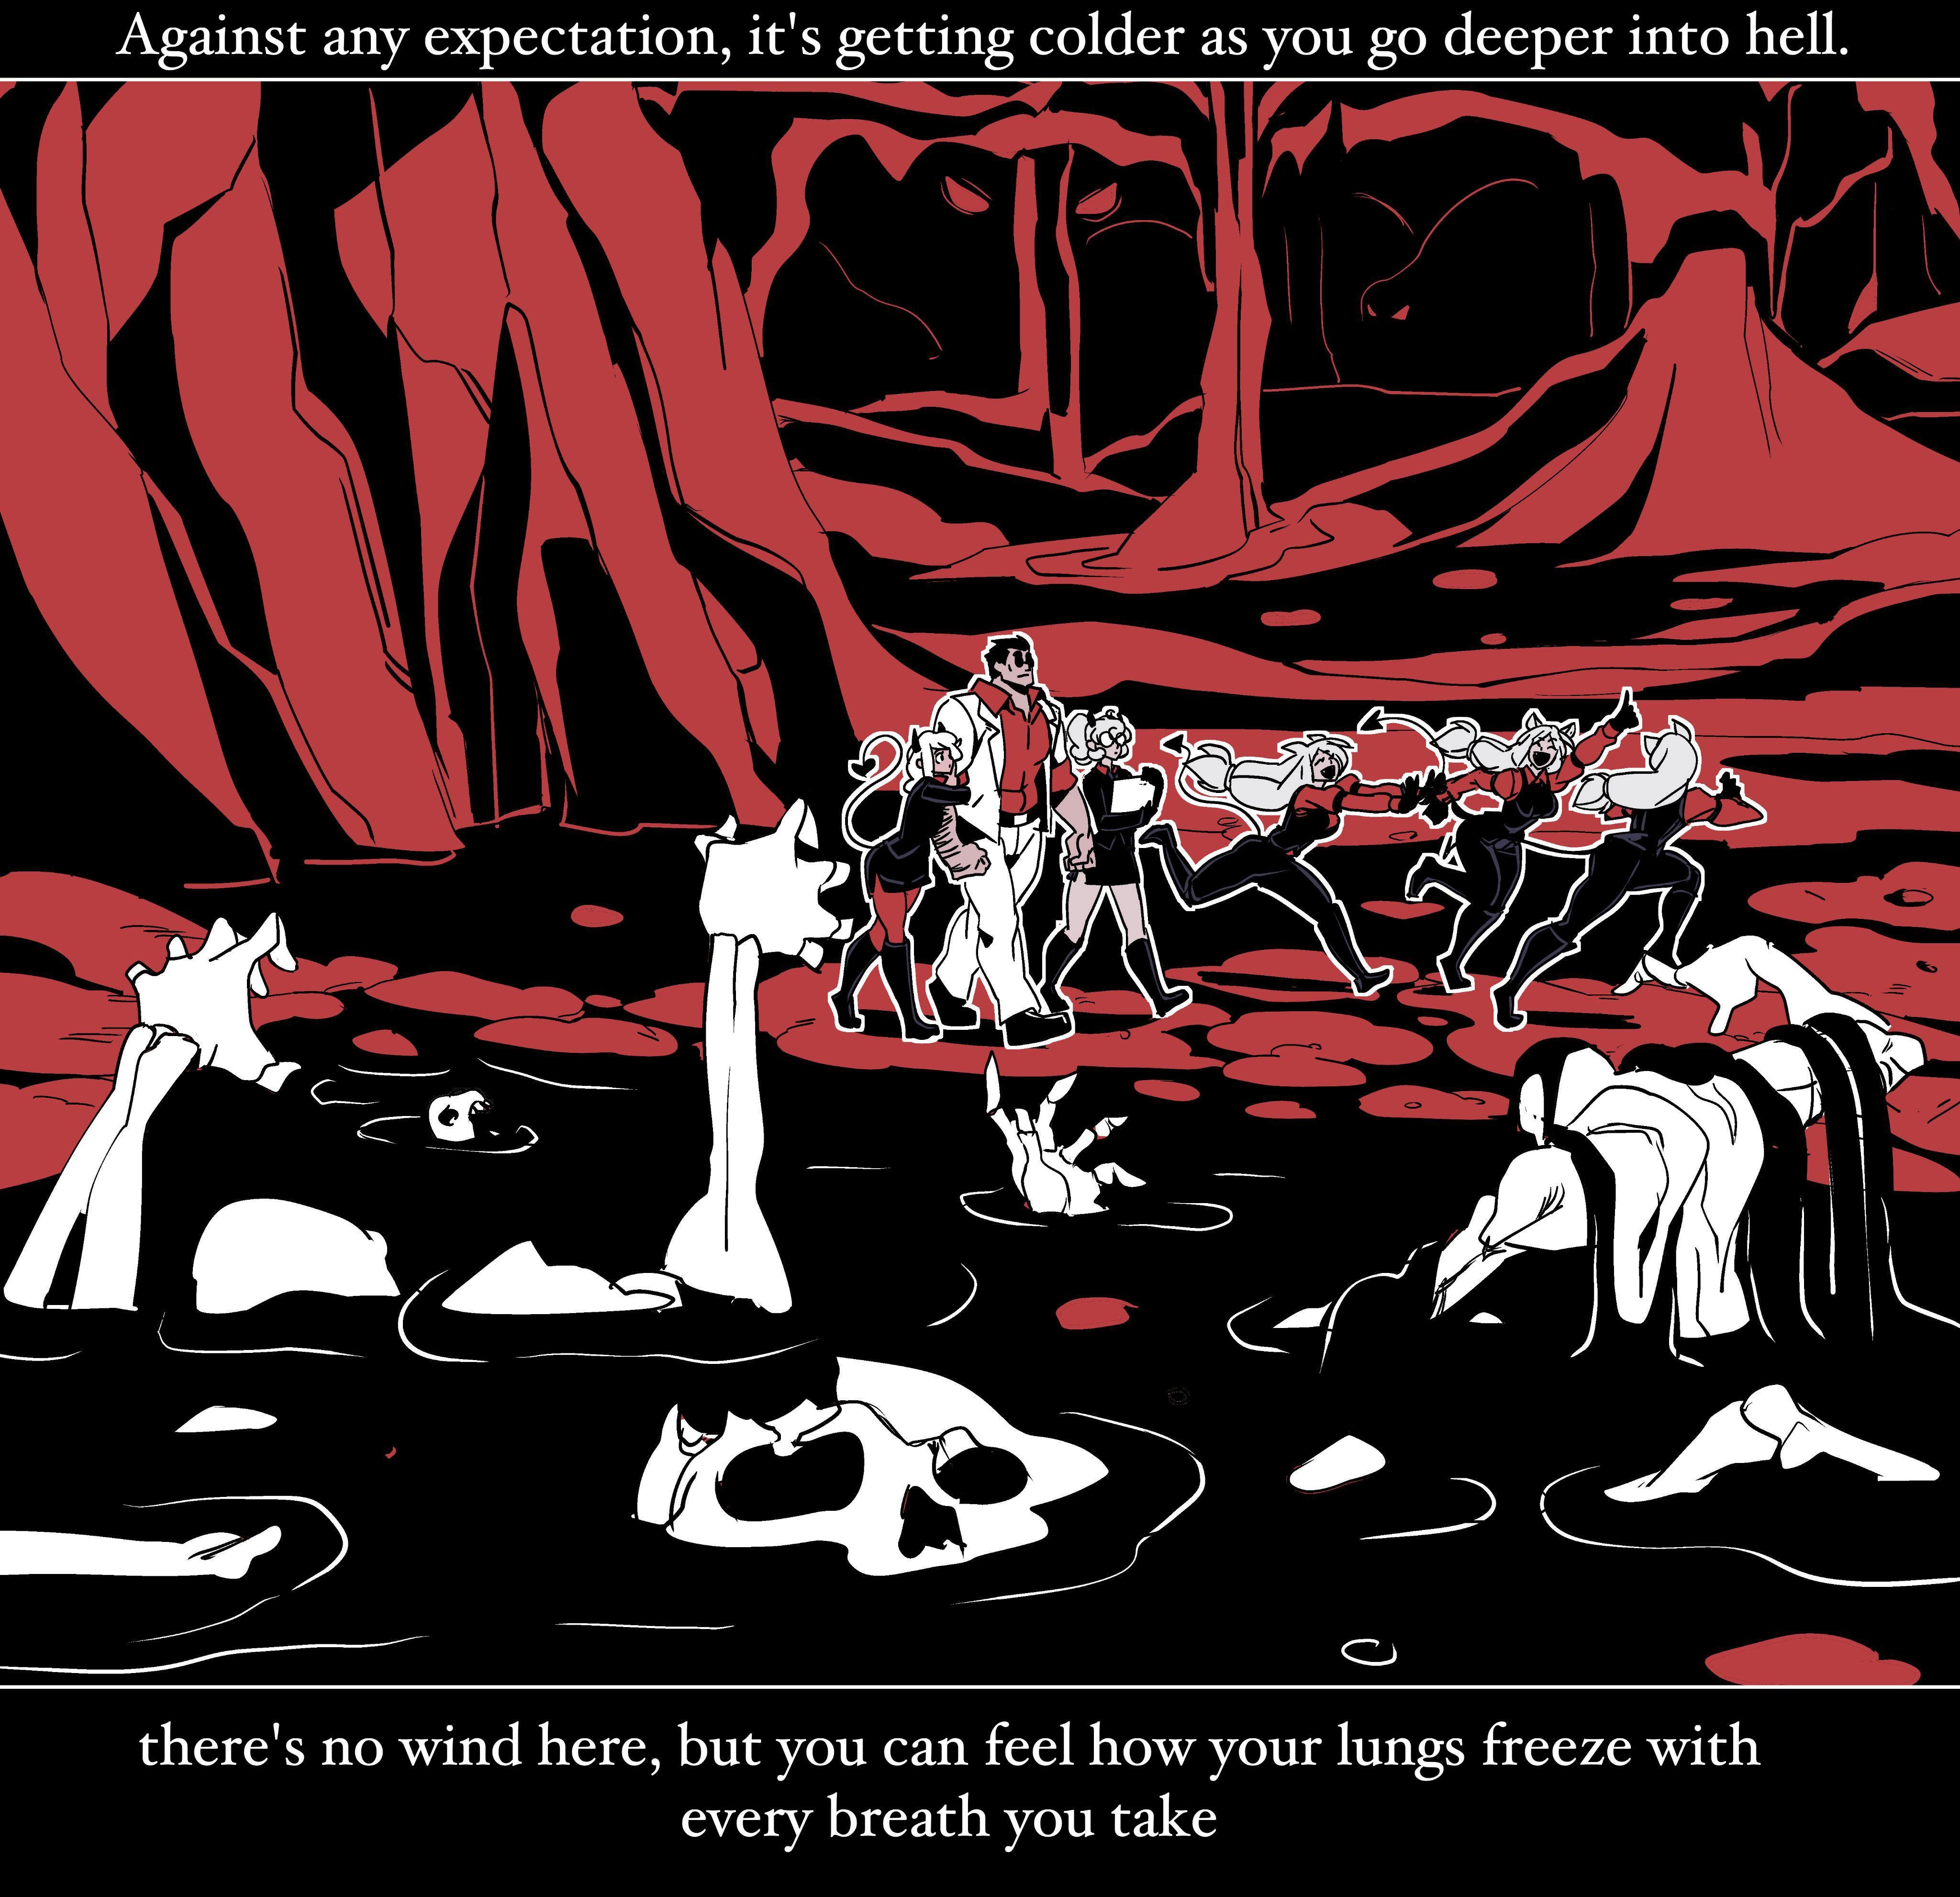 Against any expectation, it's getting colder as you go deeper into hell.
there's no wind here, but you can feel how your lungs freeze with
every breath you take